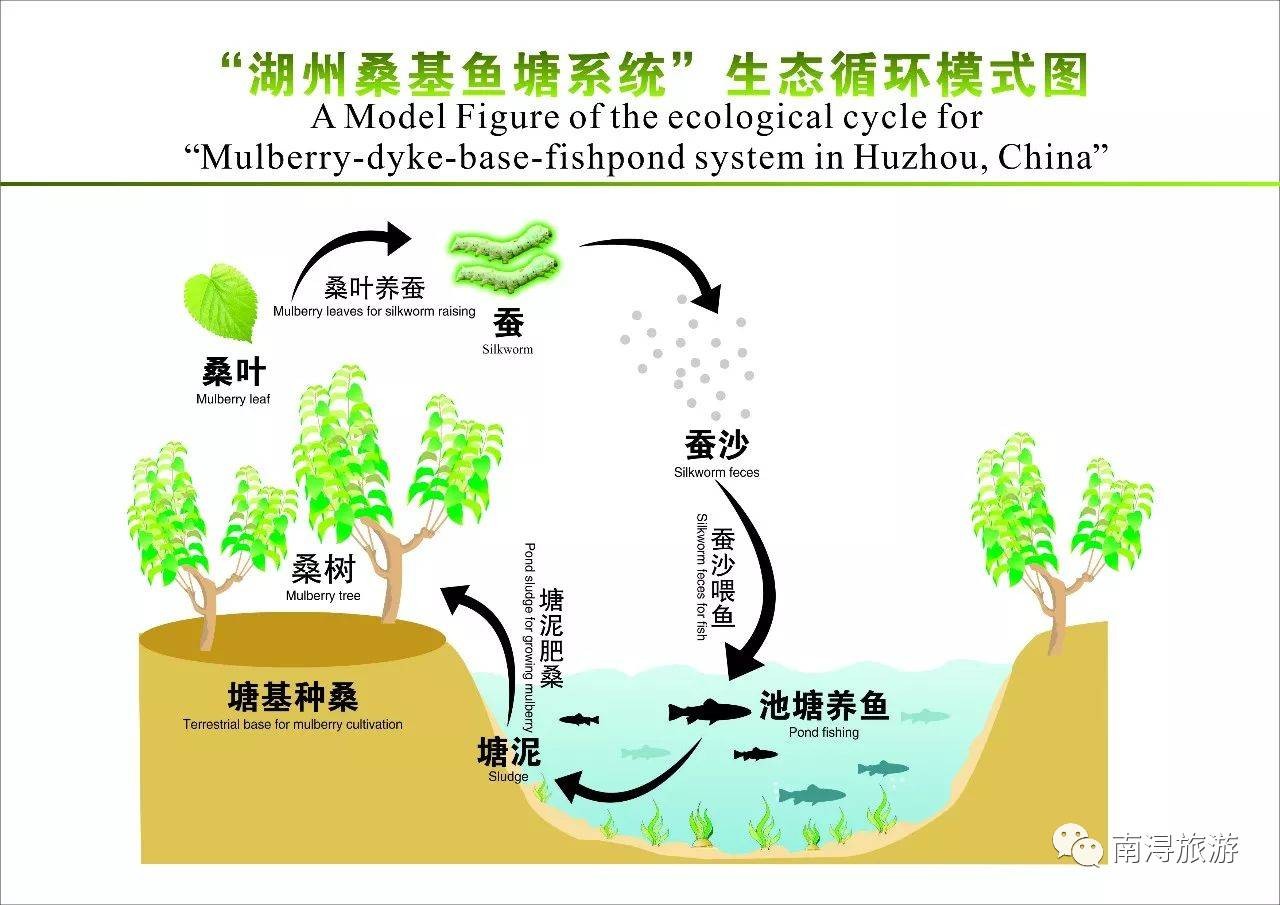 “湖州桑基鱼塘系统”生态循环模式图
A Model Figure of the ecological cycle for
“Mulberry-dyke-base-fishpond system in Huzhou, China”
桑叶养蚕
Mulberry leaves for silkworm raising
蚕
Silkworm
桑叶
Mulberry leaf
蚕沙
Silkworm feces
蚕沙喂鱼
Silkworm feces for fish
桑树
Mulberry tree
塘泥肥桑
Pond sludge for growing mulberry
塘基种桑
Terrestrial base for mulberry cultivation
池塘养鱼
Pond fishing
塘泥
Sludge
南浔旅游